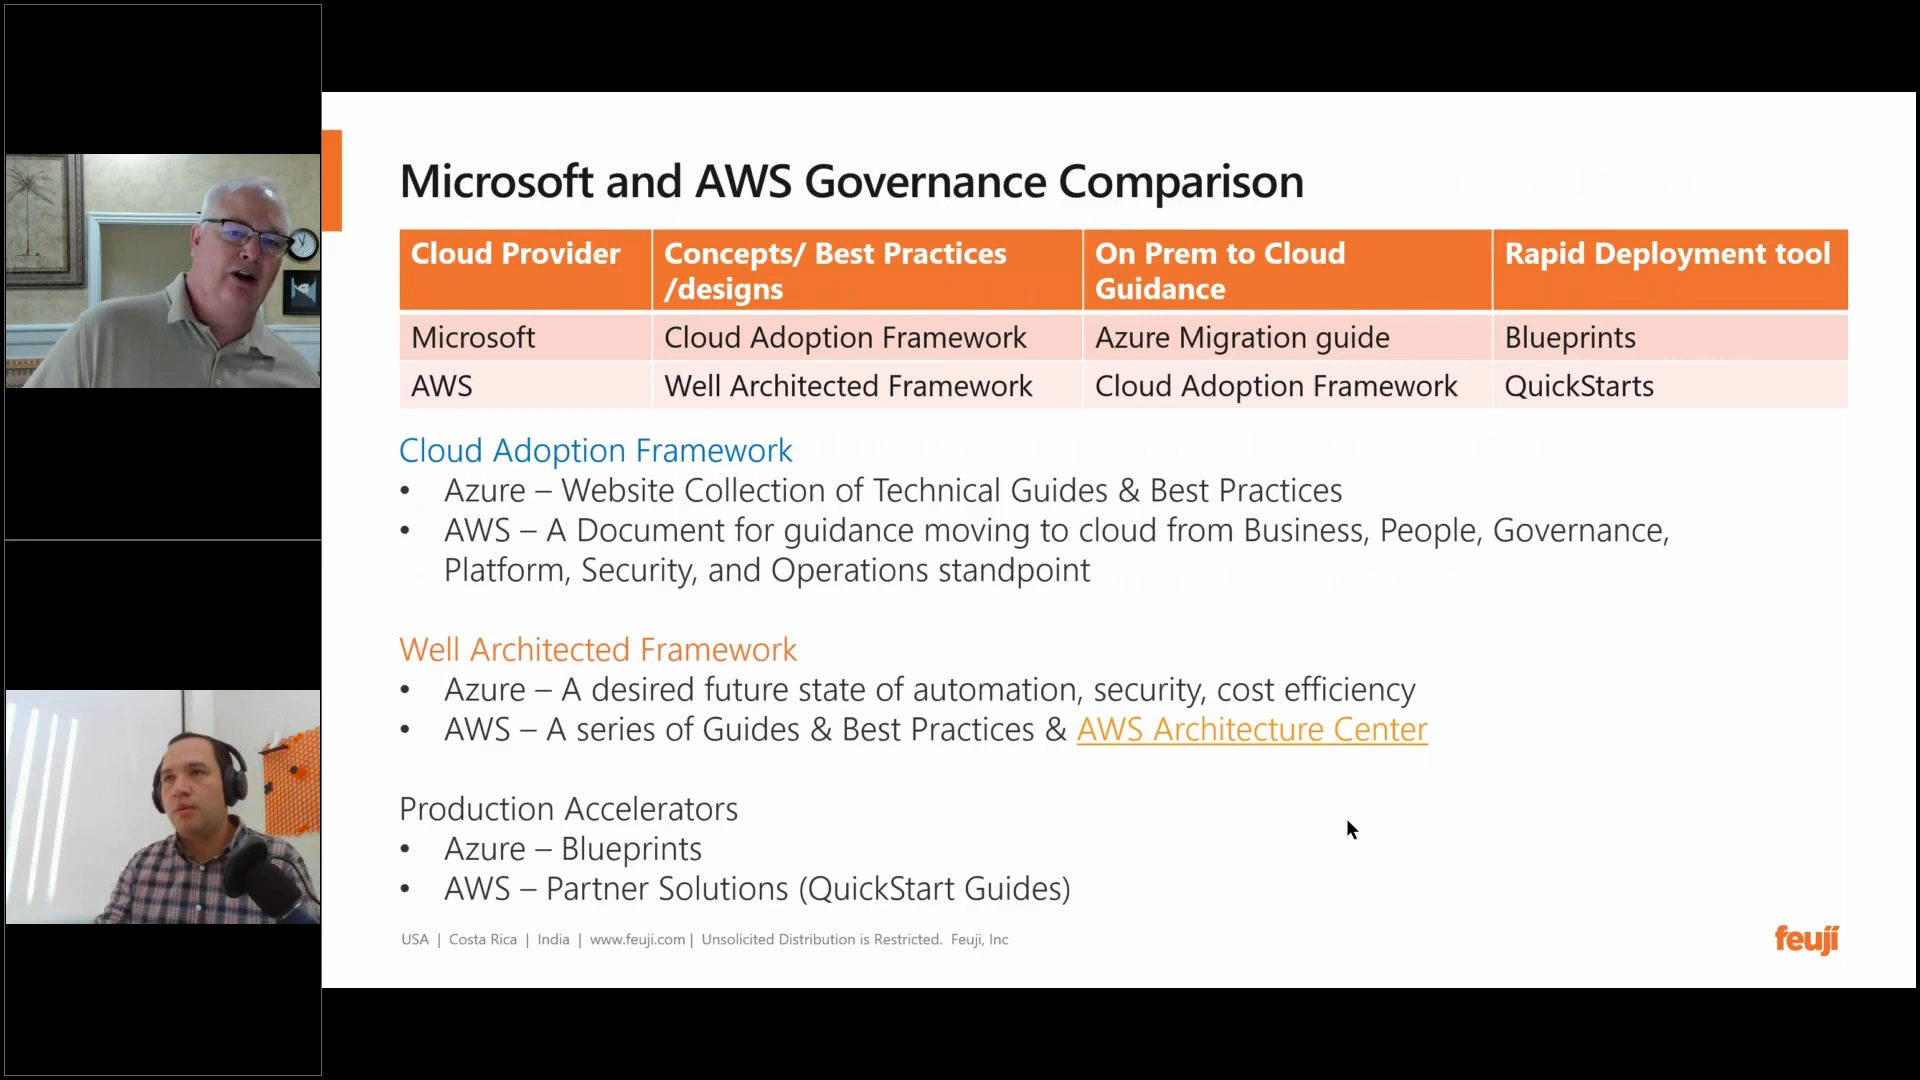 Microsoft and AWS Governance Comparison
Cloud Provider
Concepts/ Best Practices
/designs
On Prem to Cloud
Guidance
Rapid Deployment tool
Microsoft
Cloud Adoption Framework
Azure Migration guide
Blueprints
AWS
Well Architected Framework
Cloud Adoption Framework
QuickStarts
Cloud Adoption Framework
• Azure – Website Collection of Technical Guides & Best Practices
• AWS – A Document for guidance moving to cloud from Business, People, Governance,
Platform, Security, and Operations standpoint
Well Architected Framework
• Azure – A desired future state of automation, security, cost efficiency
• AWS – A series of Guides & Best Practices & AWS Architecture Center
Production Accelerators
• Azure – Blueprints
• AWS – Partner Solutions (QuickStart Guides)
USA | Costa Rica | India | www.feuji.com | Unsolicited Distribution is Restricted. Feuji, Inc
feuji